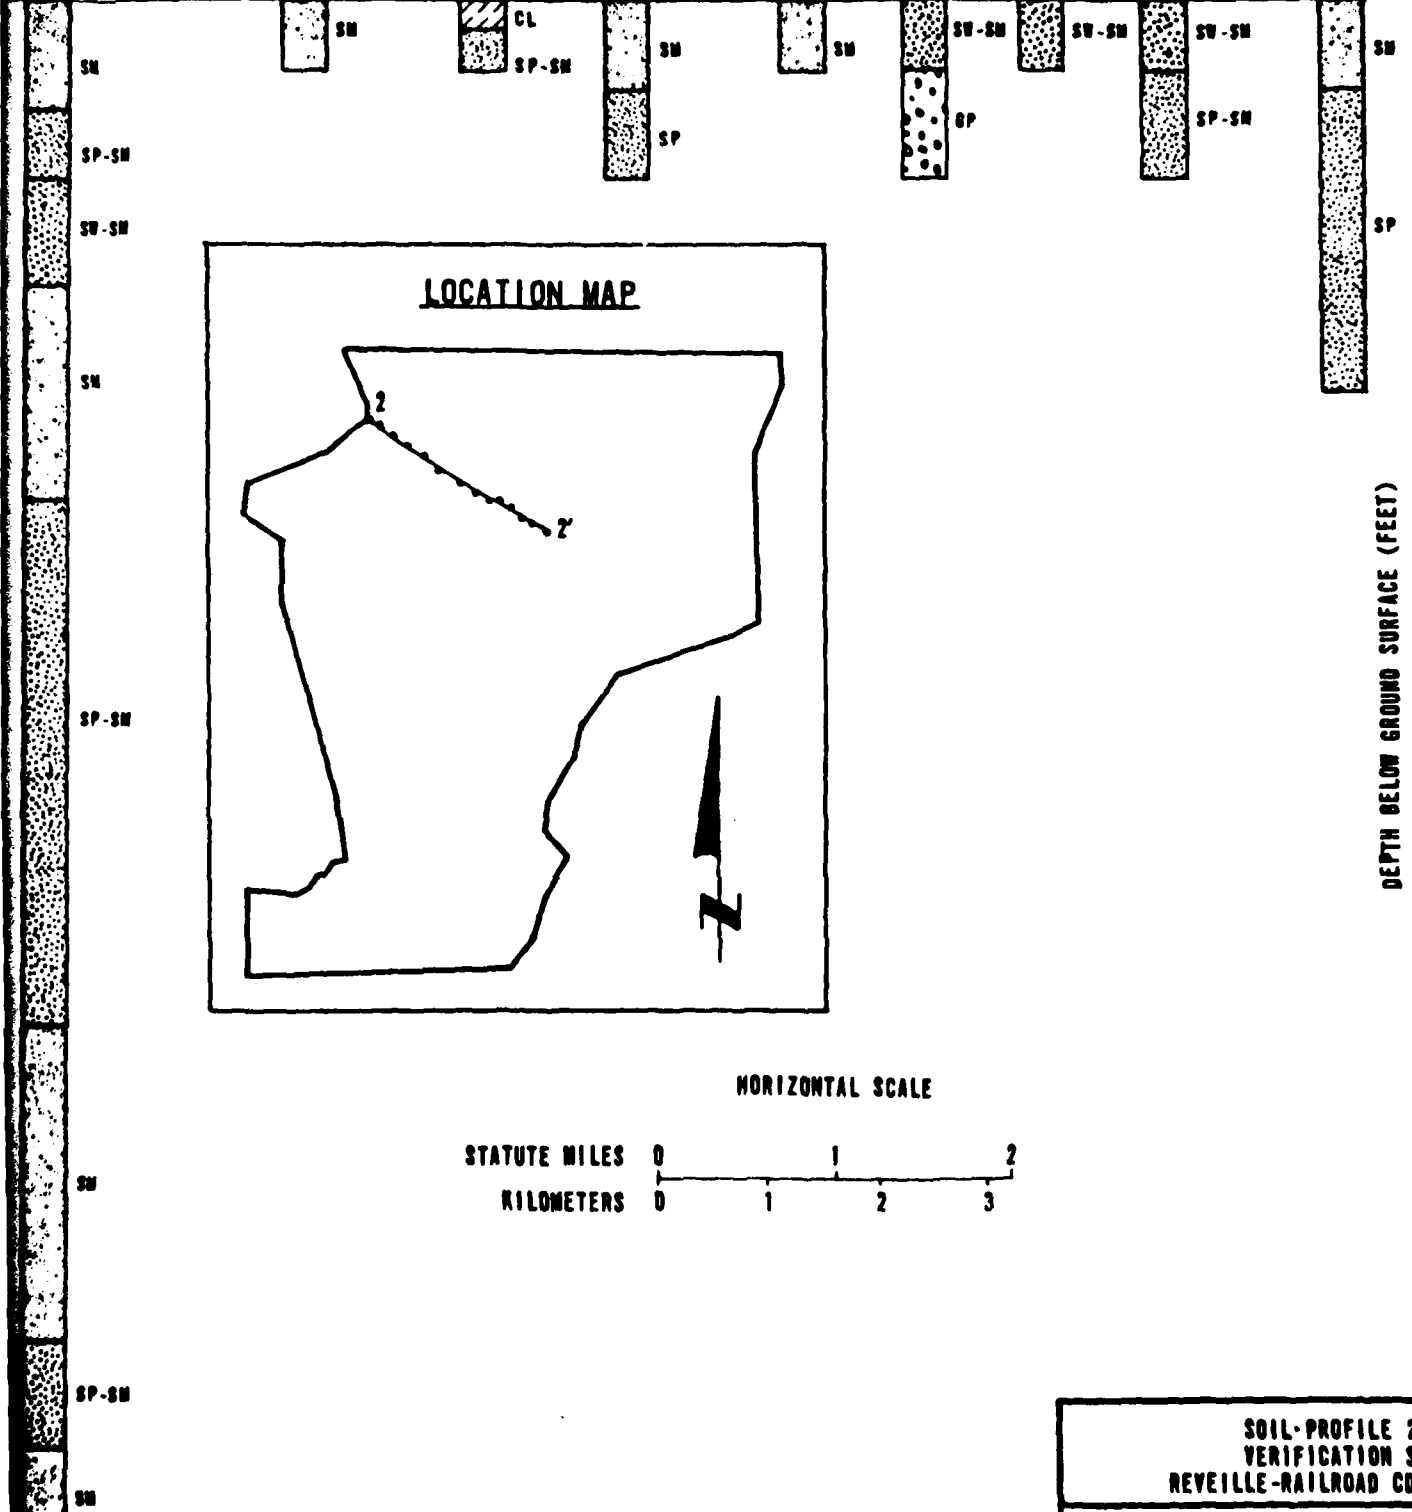 SM
CL
SP-SM
SM
SP
SM
SW-SM
GP
SW-SM
SW-SM
SP-SM
SM
SP
SM
SP-SM
SW-SM
SM
SP-SM
SM
SP-SM
SM
LOCATION MAP
2
2'
N
DEPTH BELOW GROUND SURFACE (FEET)
HORIZONTAL SCALE
STATUTE MILES 0 1 2
KILOMETERS 0 1 2 3
SOIL-PROFILE 2
VERIFICATION S
REVEILLE-RAILROAD CO